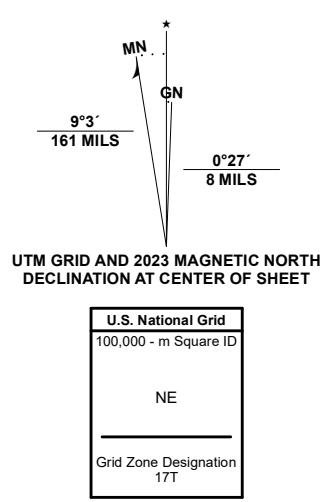 ★
MN
GN
9°3´
161 MILS
0°27´
8 MILS
UTM GRID AND 2023 MAGNETIC NORTH
DECLINATION AT CENTER OF SHEET
U.S. National Grid
100,000 - m Square ID
NE
Grid Zone Designation
17T